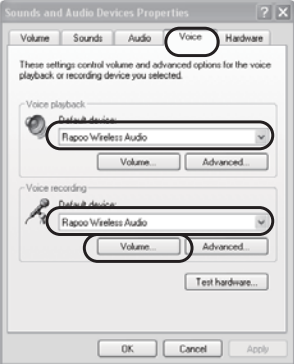 Sounds and Audio Devices Properties
Volume Sounds Audio Voice Hardware
These settings control volume and advanced options for the voice
playback or recording device you selected.
Voice playback
Default device:
Rapoo Wireless Audio
Volume... Advanced...
Voice recording
Default device:
Rapoo Wireless Audio
Volume... Advanced...
Test hardware...
OK Cancel Apply